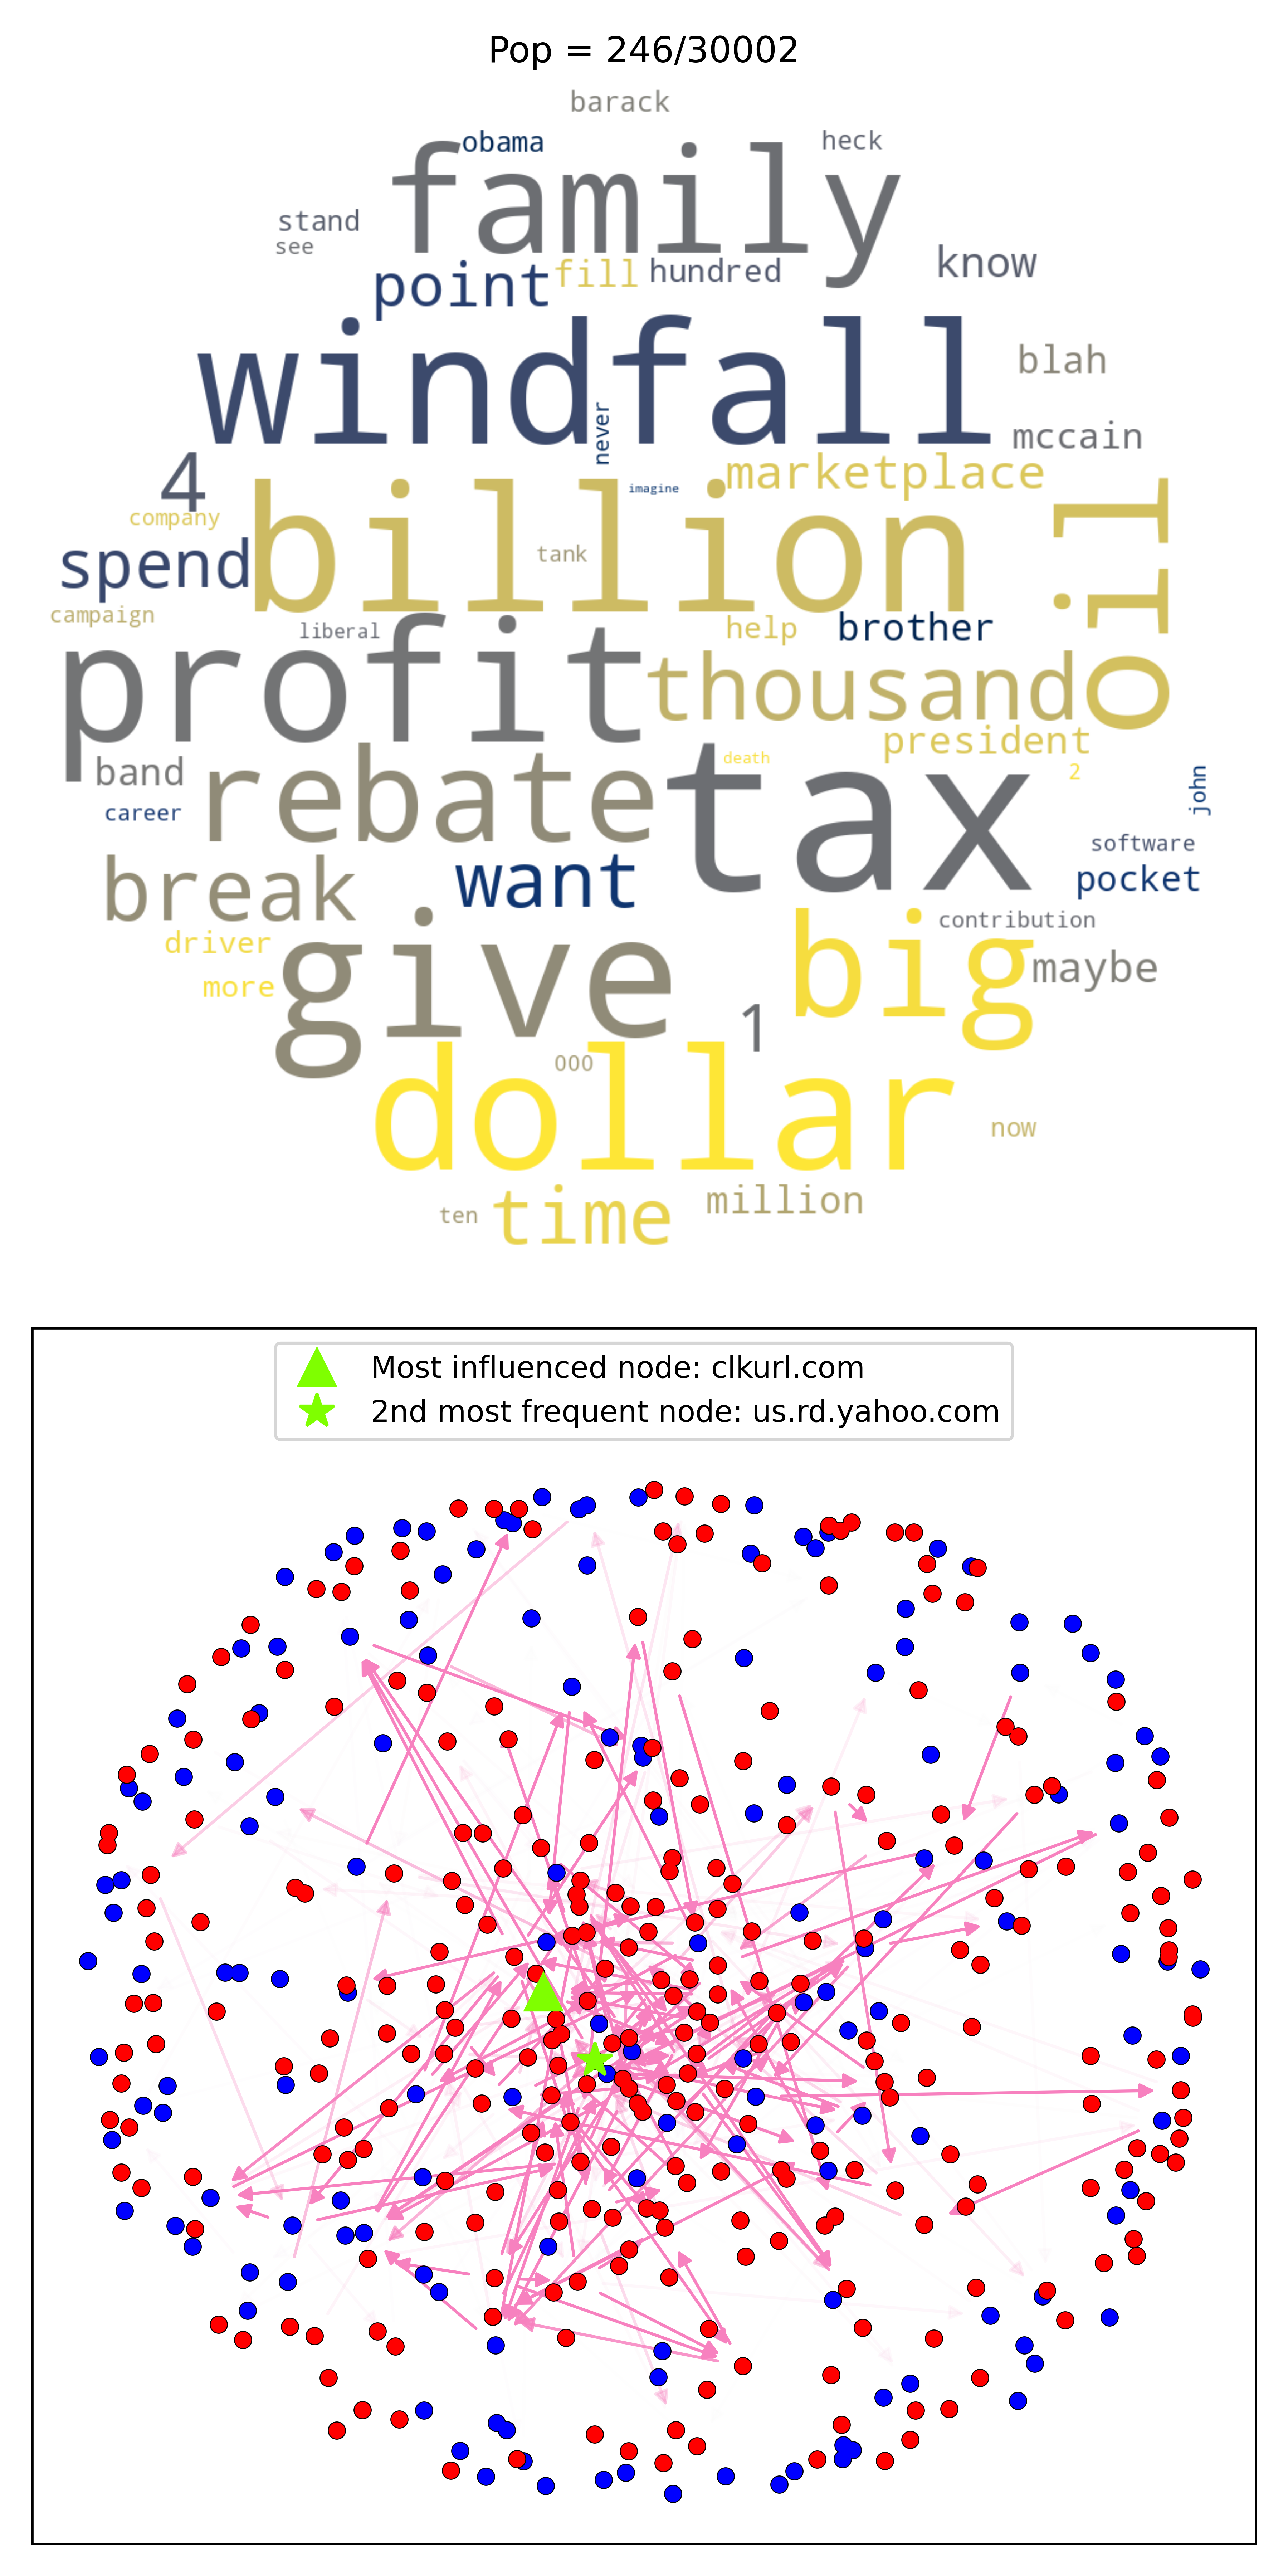 Pop = 246/30002
barack
obama
heck
family
stand
see
point
fill
hundred
know
windfall
blah
never
mccain
4
marketplace
imagine
company
billion
oil
spend
tank
campaign
liberal
help
brother
profit
thousand
president
band
rebate
death
2
tax
john
career
software
break
want
pocket
driver
give
big
contribution
more
maybe
1
000
dollar
now
ten
time
million
Most influenced node: clkurl.com
2nd most frequent node: us.rd.yahoo.com